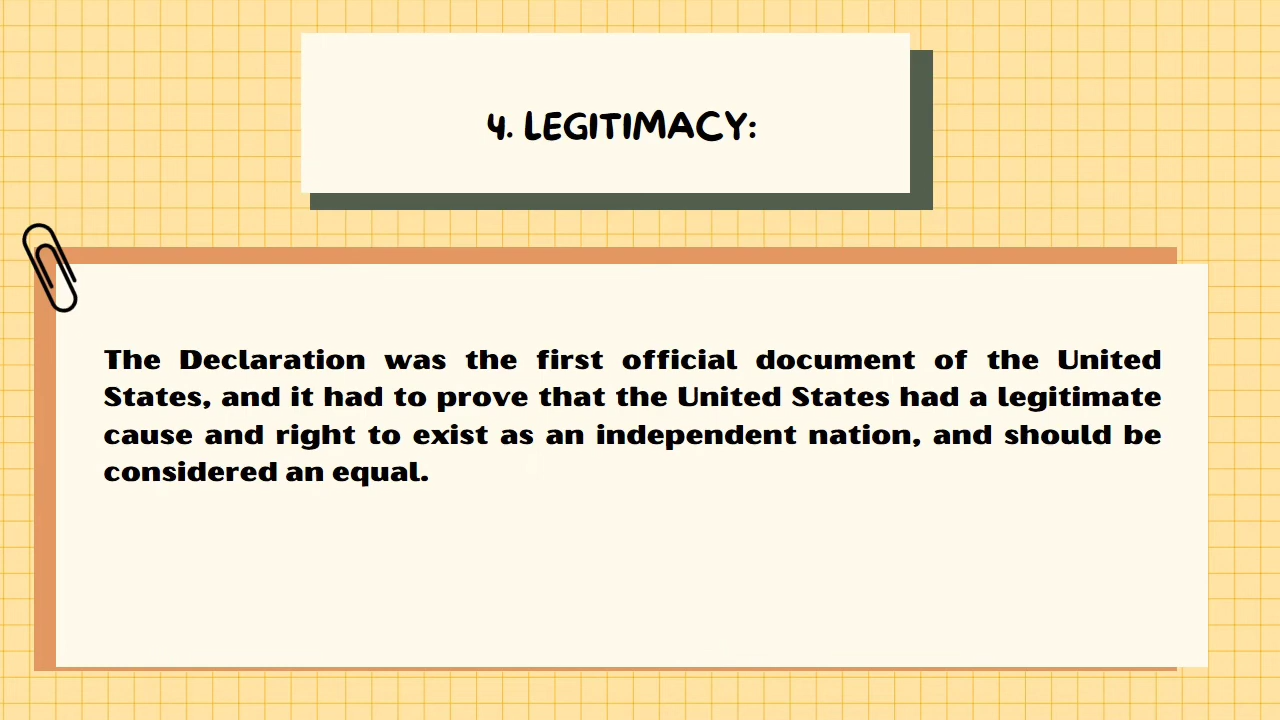 4. LEGITIMACY:
The Declaration was the first official document of the United
States, and it had to prove that the United States had a legitimate
cause and right to exist as an independent nation, and should be
considered an equal.